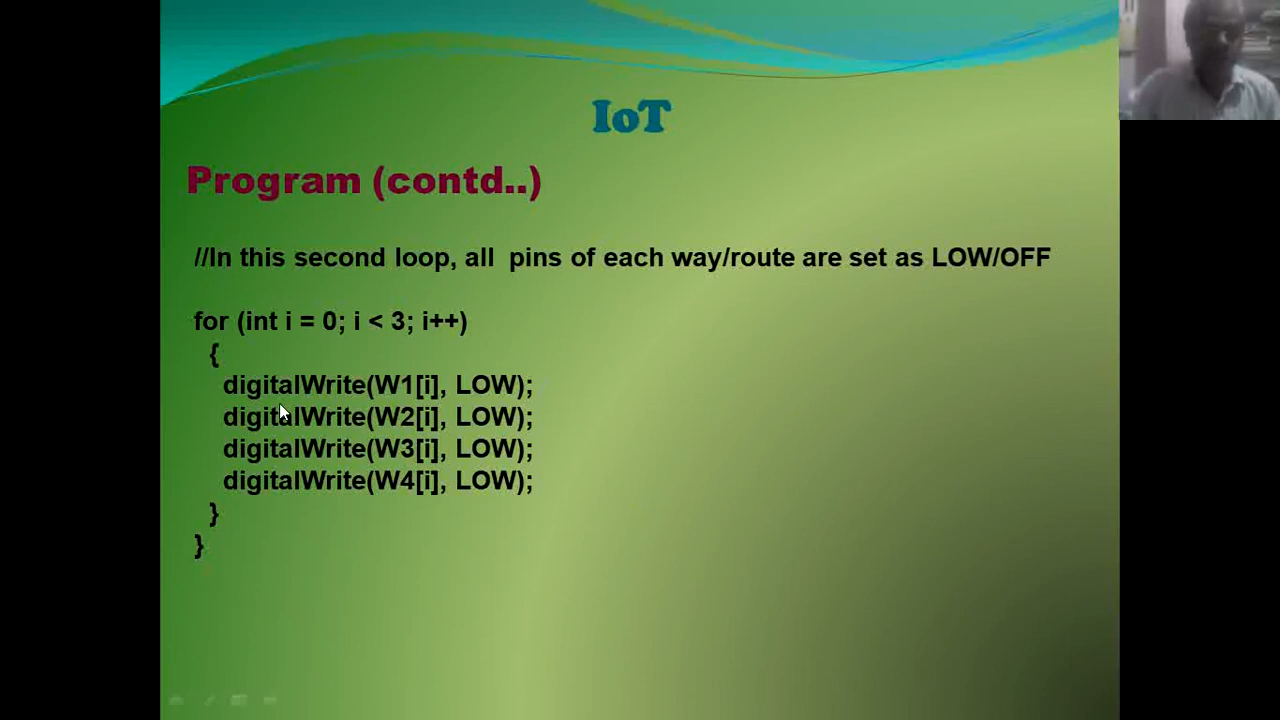 IoT
Program (contd..)
//In this second loop, all  pins of each way/route are set as LOW/OFF
for (int i = 0; i < 3; i++)
{
digitalWrite(W1[i], LOW);
digitalWrite(W2[i], LOW);
digitalWrite(W3[i], LOW);
digitalWrite(W4[i], LOW);
}
}